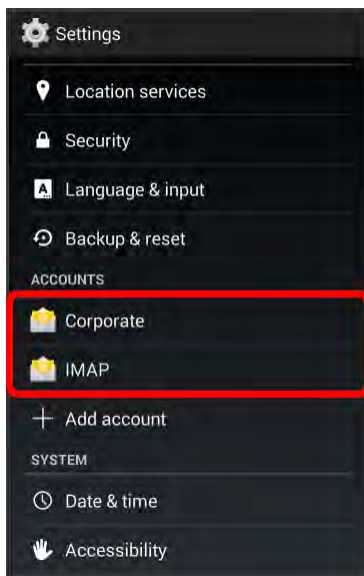 Settings
Location services
Security
A
Language & input
Backup & reset
ACCOUNTS
Corporate
IMAP
Add account
SYSTEM
Date & time
Accessibility